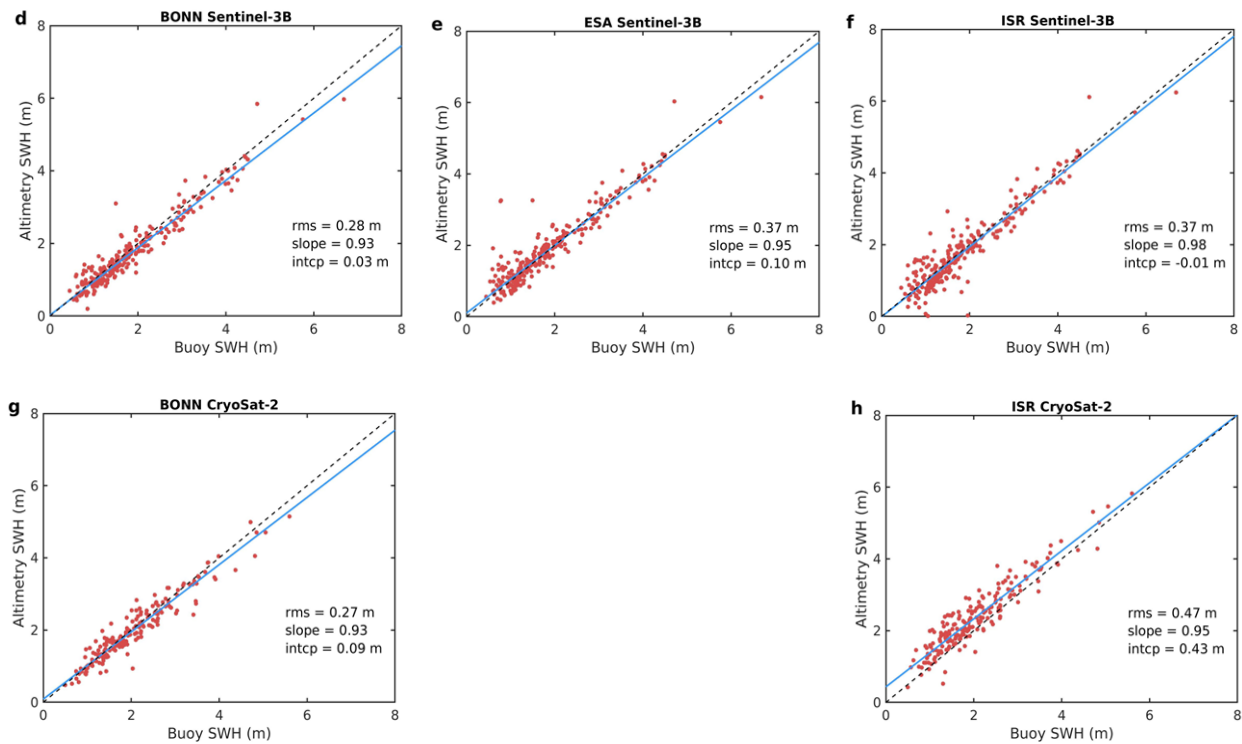 d
BONN Sentinel-3B
8
6
4
2
0
0 2 4 6 8
Altimetry SWH (m)
Buoy SWH (m)
rms = 0.28 m
slope = 0.93
intcp = 0.03 m
e
ESA Sentinel-3B
8
6
4
2
0
0 2 4 6 8
Altimetry SWH (m)
Buoy SWH (m)
rms = 0.37 m
slope = 0.95
intcp = 0.10 m
f
ISR Sentinel-3B
8
6
4
2
0
0 2 4 6 8
Altimetry SWH (m)
Buoy SWH (m)
rms = 0.37 m
slope = 0.98
intcp = -0.01 m
g
BONN CryoSat-2
8
6
4
2
0
0 2 4 6 8
Altimetry SWH (m)
Buoy SWH (m)
rms = 0.27 m
slope = 0.93
intcp = 0.09 m
h
ISR CryoSat-2
8
6
4
2
0
0 2 4 6 8
Altimetry SWH (m)
Buoy SWH (m)
rms = 0.47 m
slope = 0.95
intcp = 0.43 m